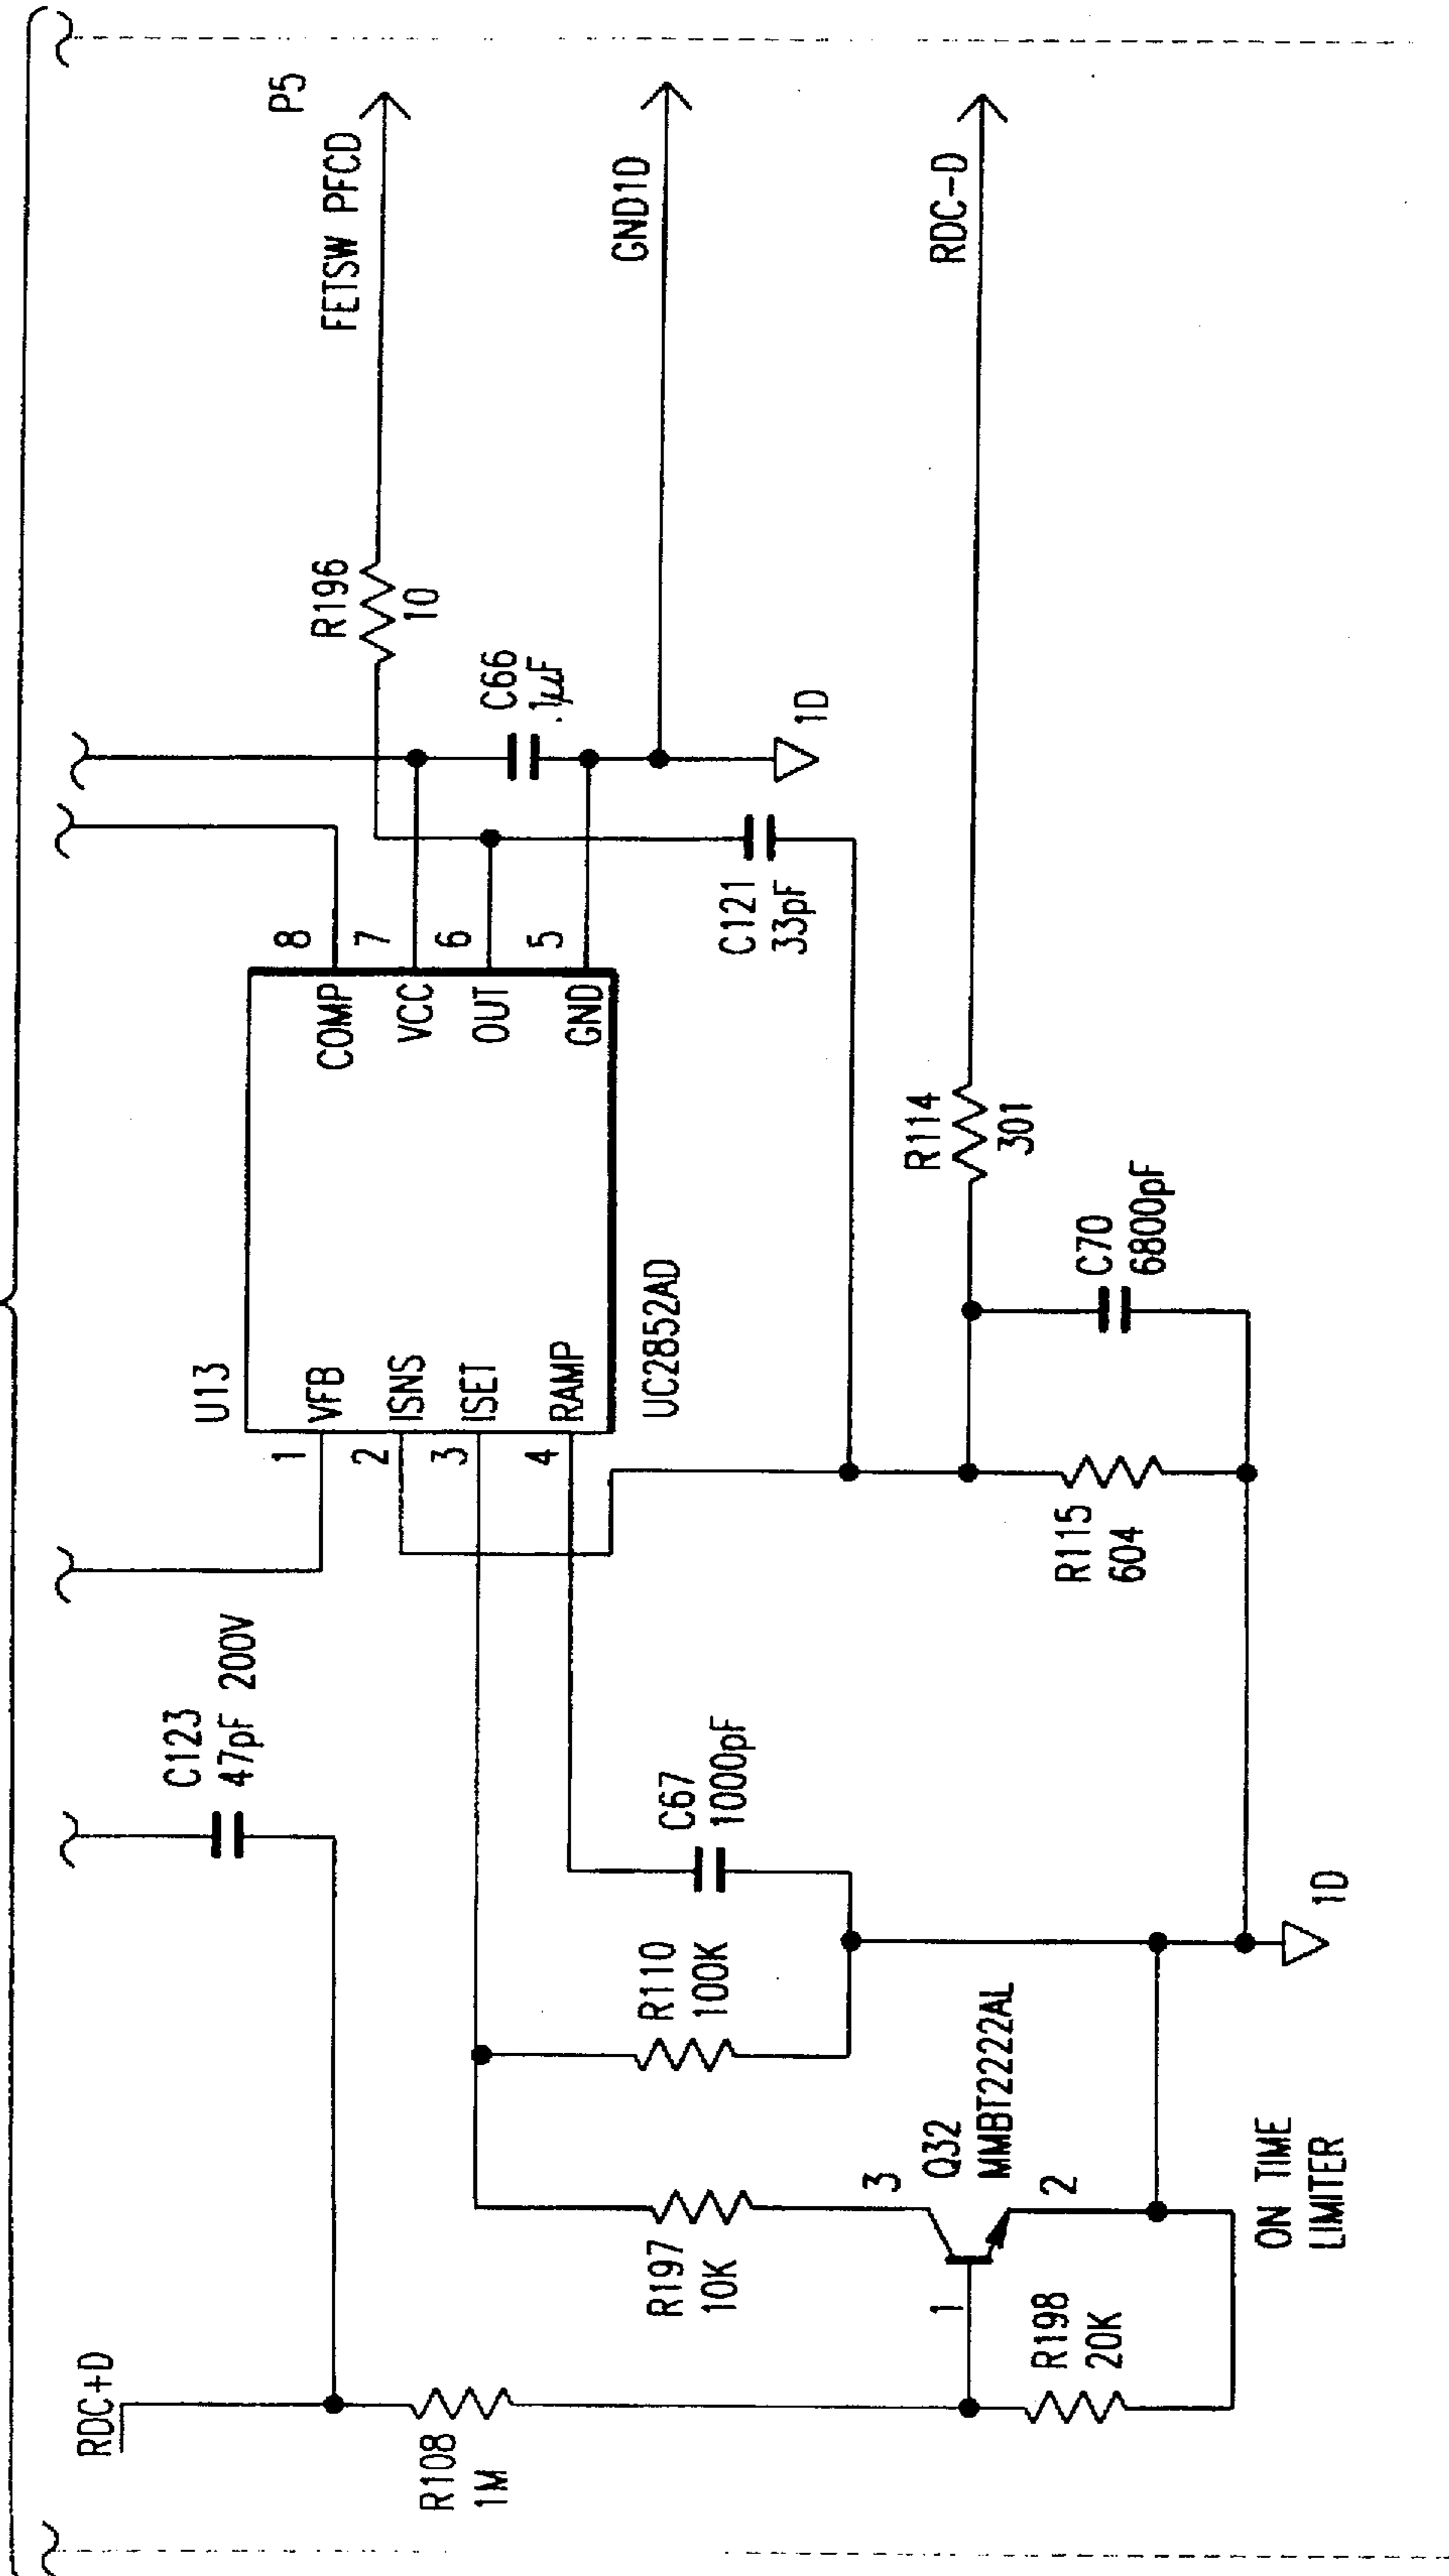 P5
FETSW PFCD
GND1D
RDC-D
R196
10
C66
.1µF
1D
C121
33pF
8
7
6
5
COMP
VCC
OUT
GND
U13
UC2852AD
VFB
ISNS
ISET
RAMP
1
2
3
4
R114
301
C70
6800pF
R115
604
C123
47pF 200V
C67
1000pF
R110
100K
1D
Q32
MMBT2222AL
3
2
1
R197
10K
R198
20K
ON TIME
LIMITER
RDC+D
R108
1M